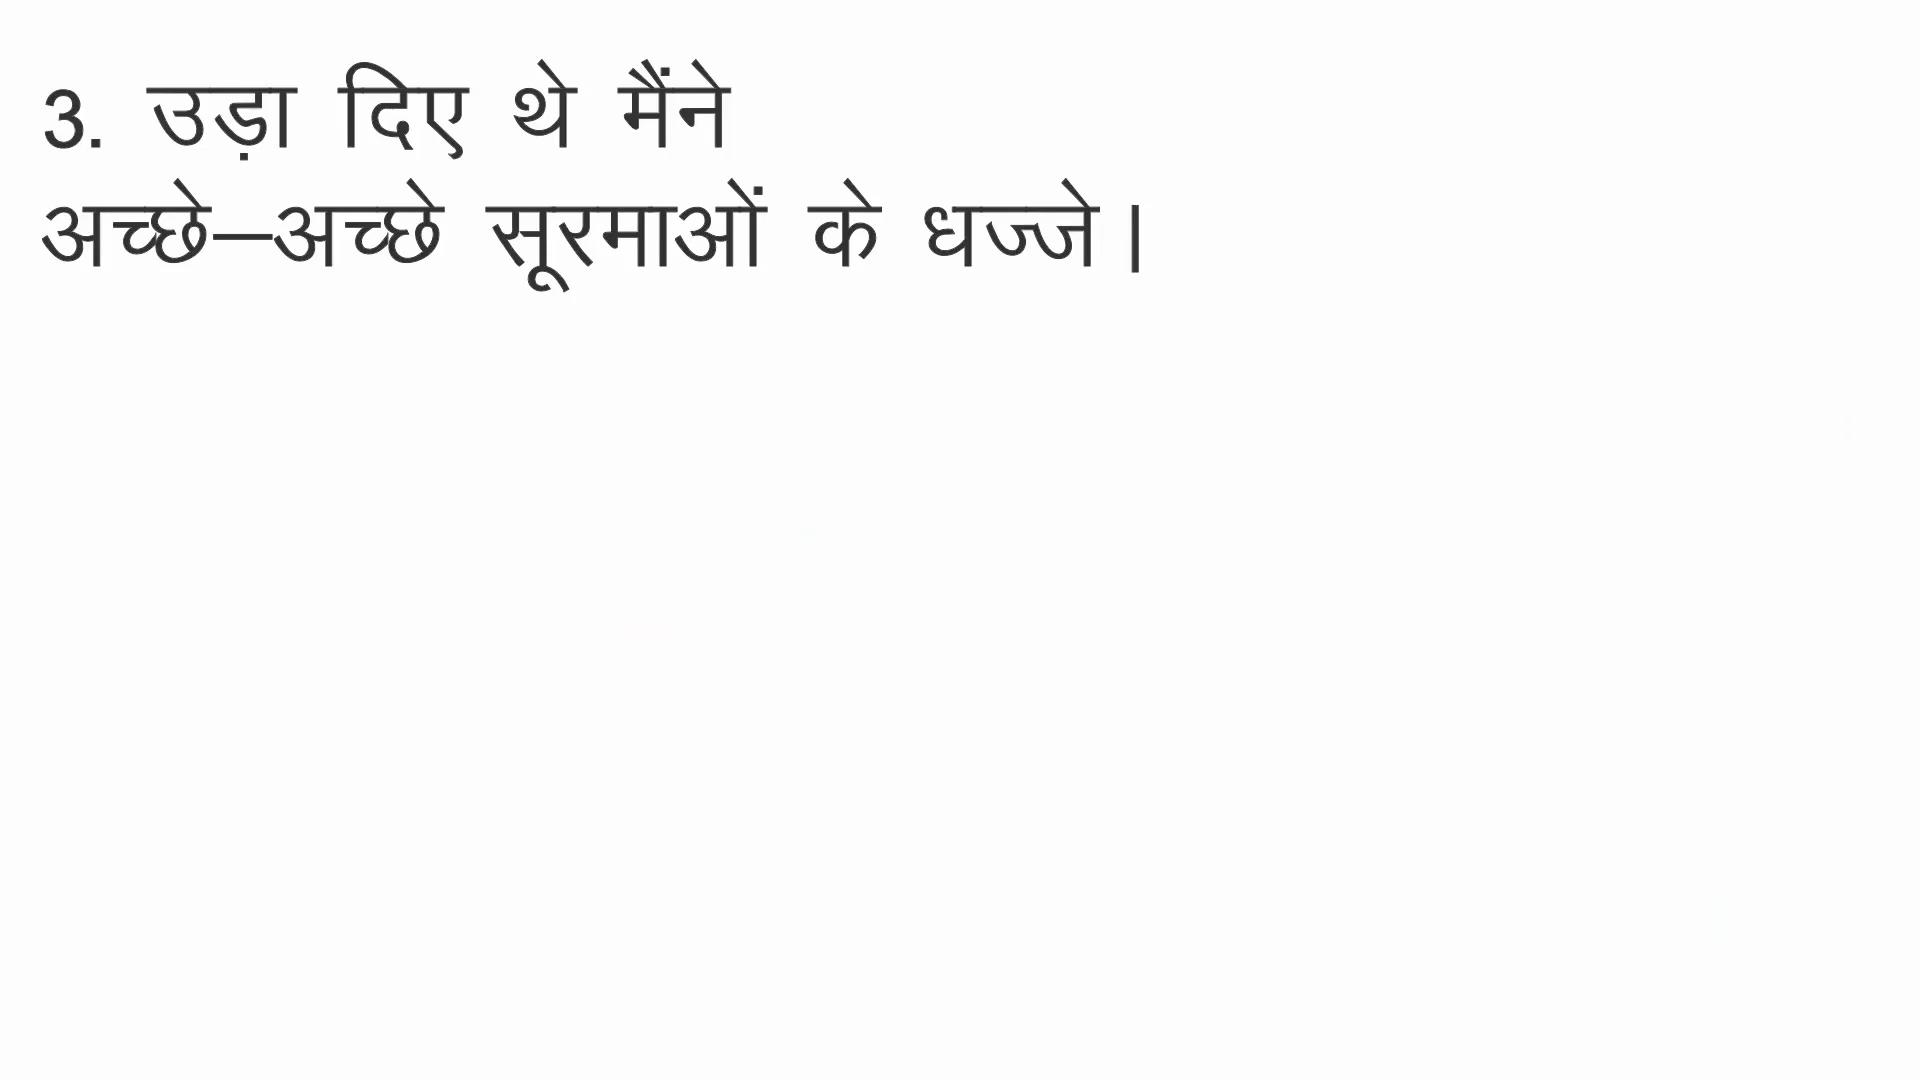 3. उड़ा दिए थे मैंने
अच्छे–अच्छे सूरमाओं के धज्जे।